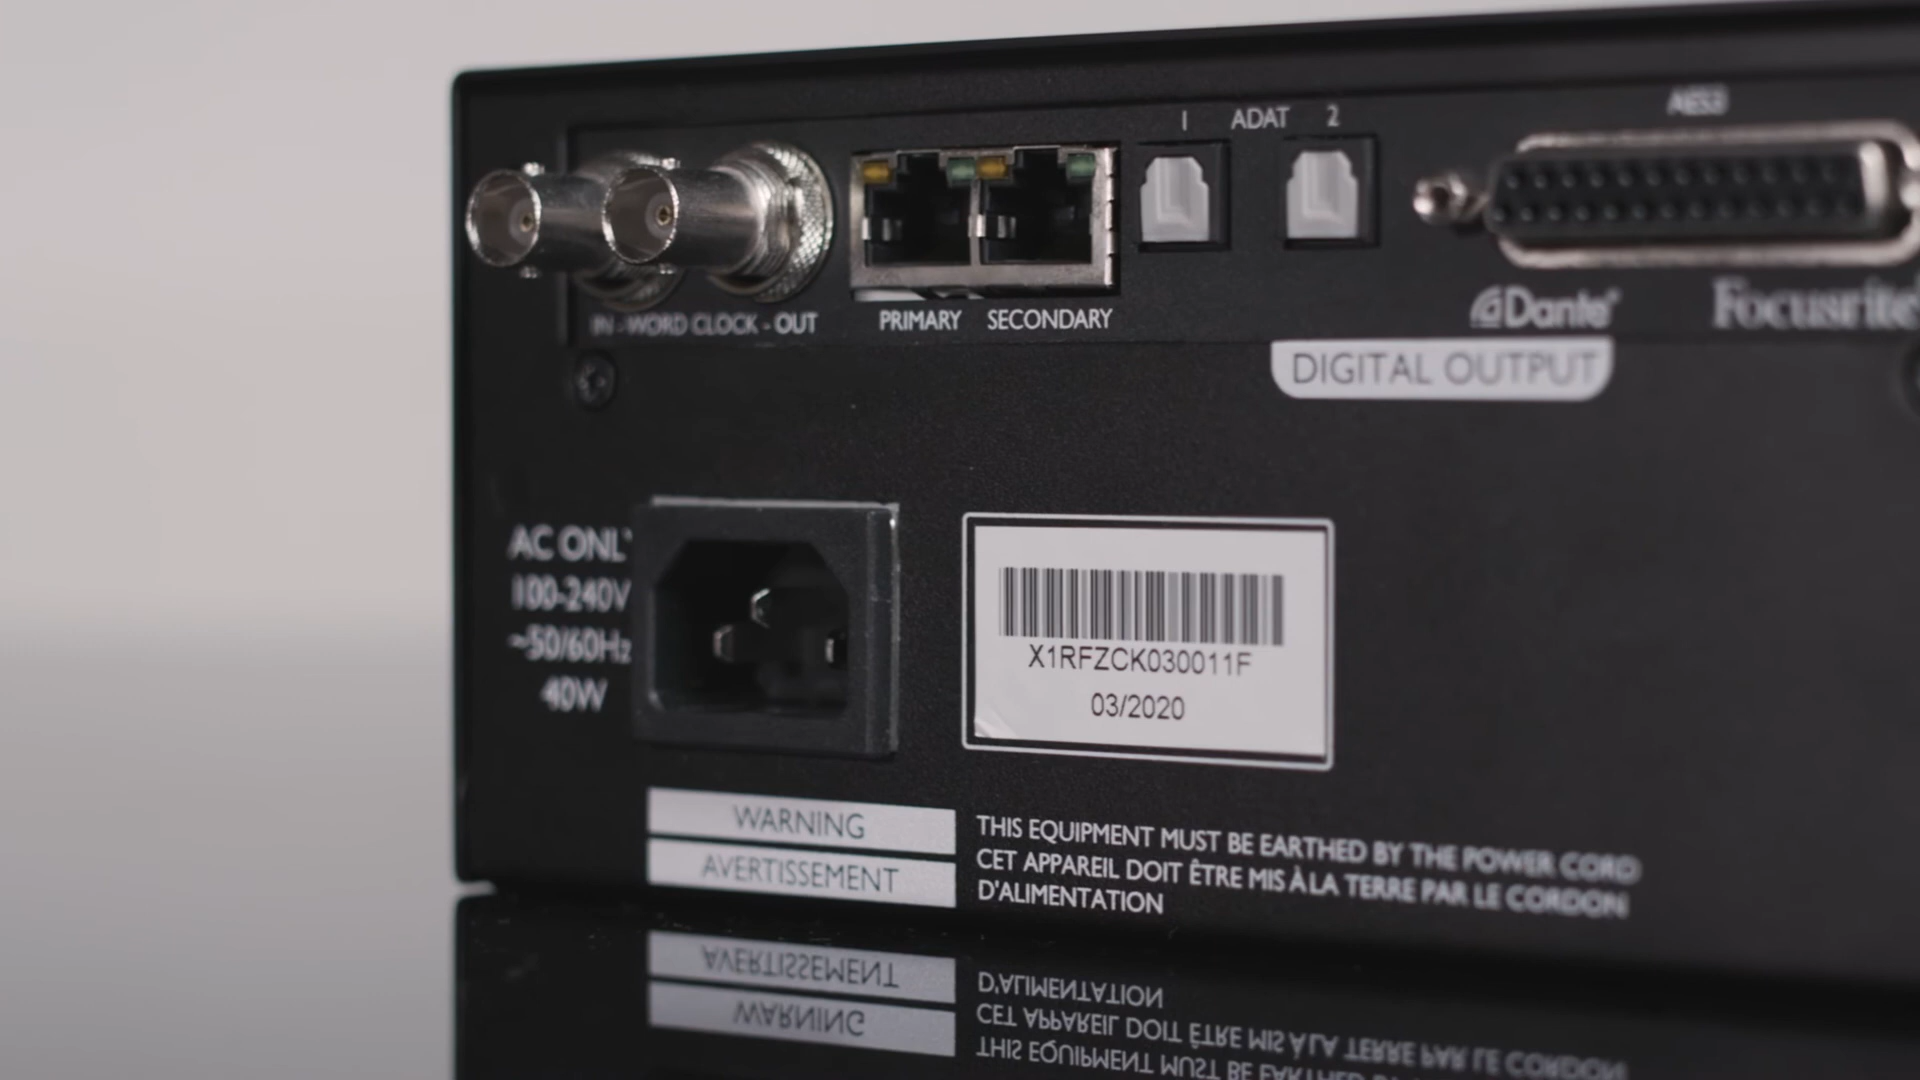 1 ADAT 2
AES3
IN - WORD CLOCK - OUT
PRIMARY SECONDARY
Dante®
Focusrite
DIGITAL OUTPUT
AC ONLY
100-240V
~50/60Hz
40W
X1RFZCK030011F
03/2020
WARNING
AVERTISSEMENT
THIS EQUIPMENT MUST BE EARTHED BY THE POWER CORD
CET APPAREIL DOIT ÊTRE MIS À LA TERRE PAR LE CORDON
D'ALIMENTATION